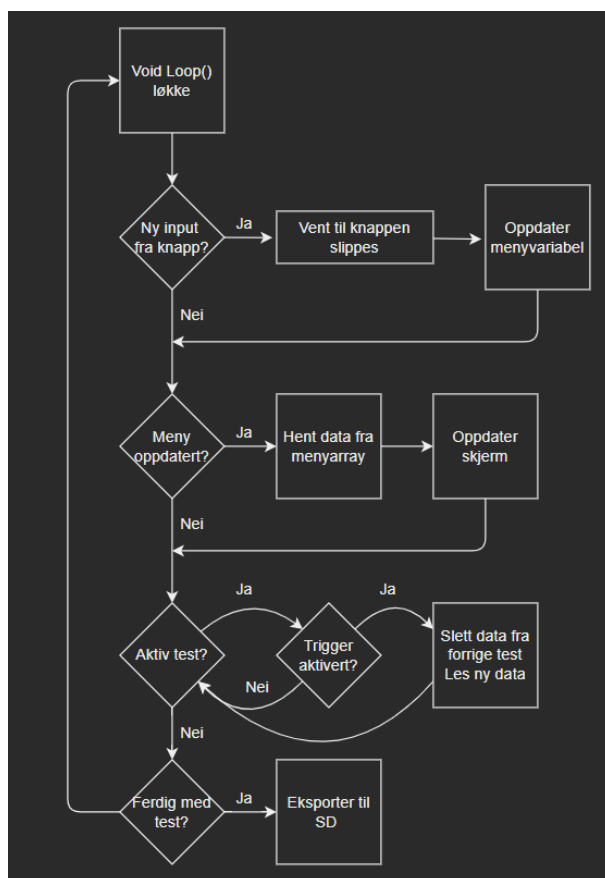 Void Loop()
løkke
Ny input
fra knapp?
Ja
Vent til knappen
slippes
Oppdater
menyvariabel
Nei
Meny
oppdatert?
Ja
Hent data fra
menyarray
Oppdater
skjerm
Nei
Aktiv test?
Ja
Trigger
aktivert?
Ja
Nei
Slett data fra
forrige test
Les ny data
Nei
Ferdig med
test?
Ja
Eksporter til
SD